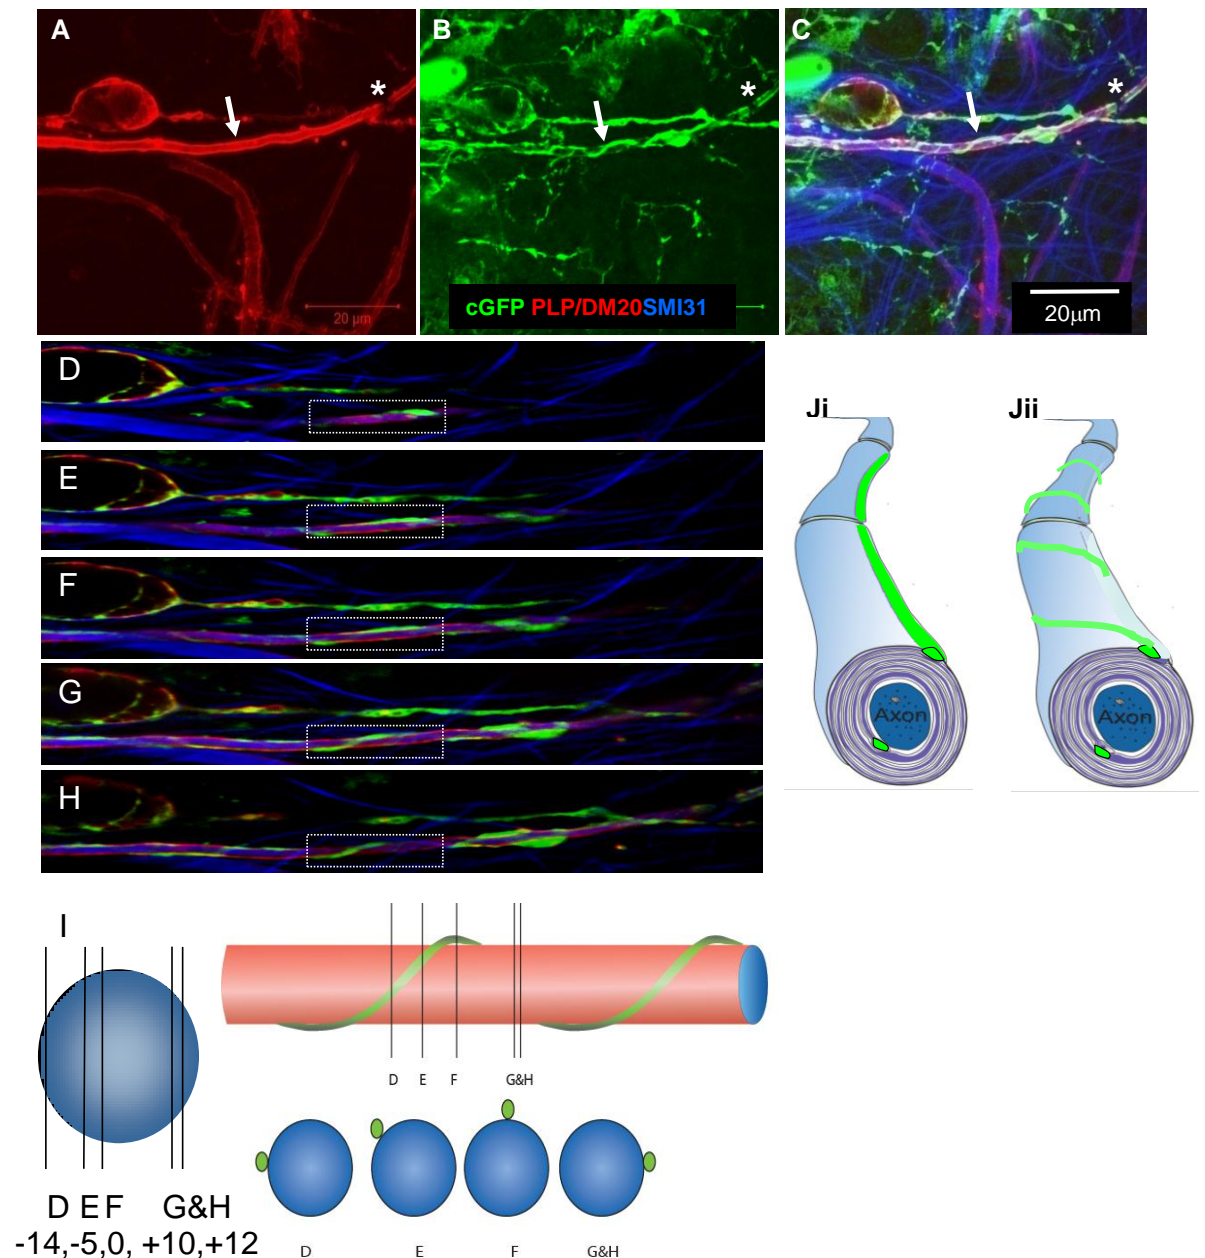 A
B
C
*
*
*
20 µm
cGFP PLP/DM20SMI31
20µm
D
E
F
G
H
Ji
Jii
Axon
Axon
I
D E F G&H
-14,-5,0, +10,+12
D E F G&H
D E F G&H